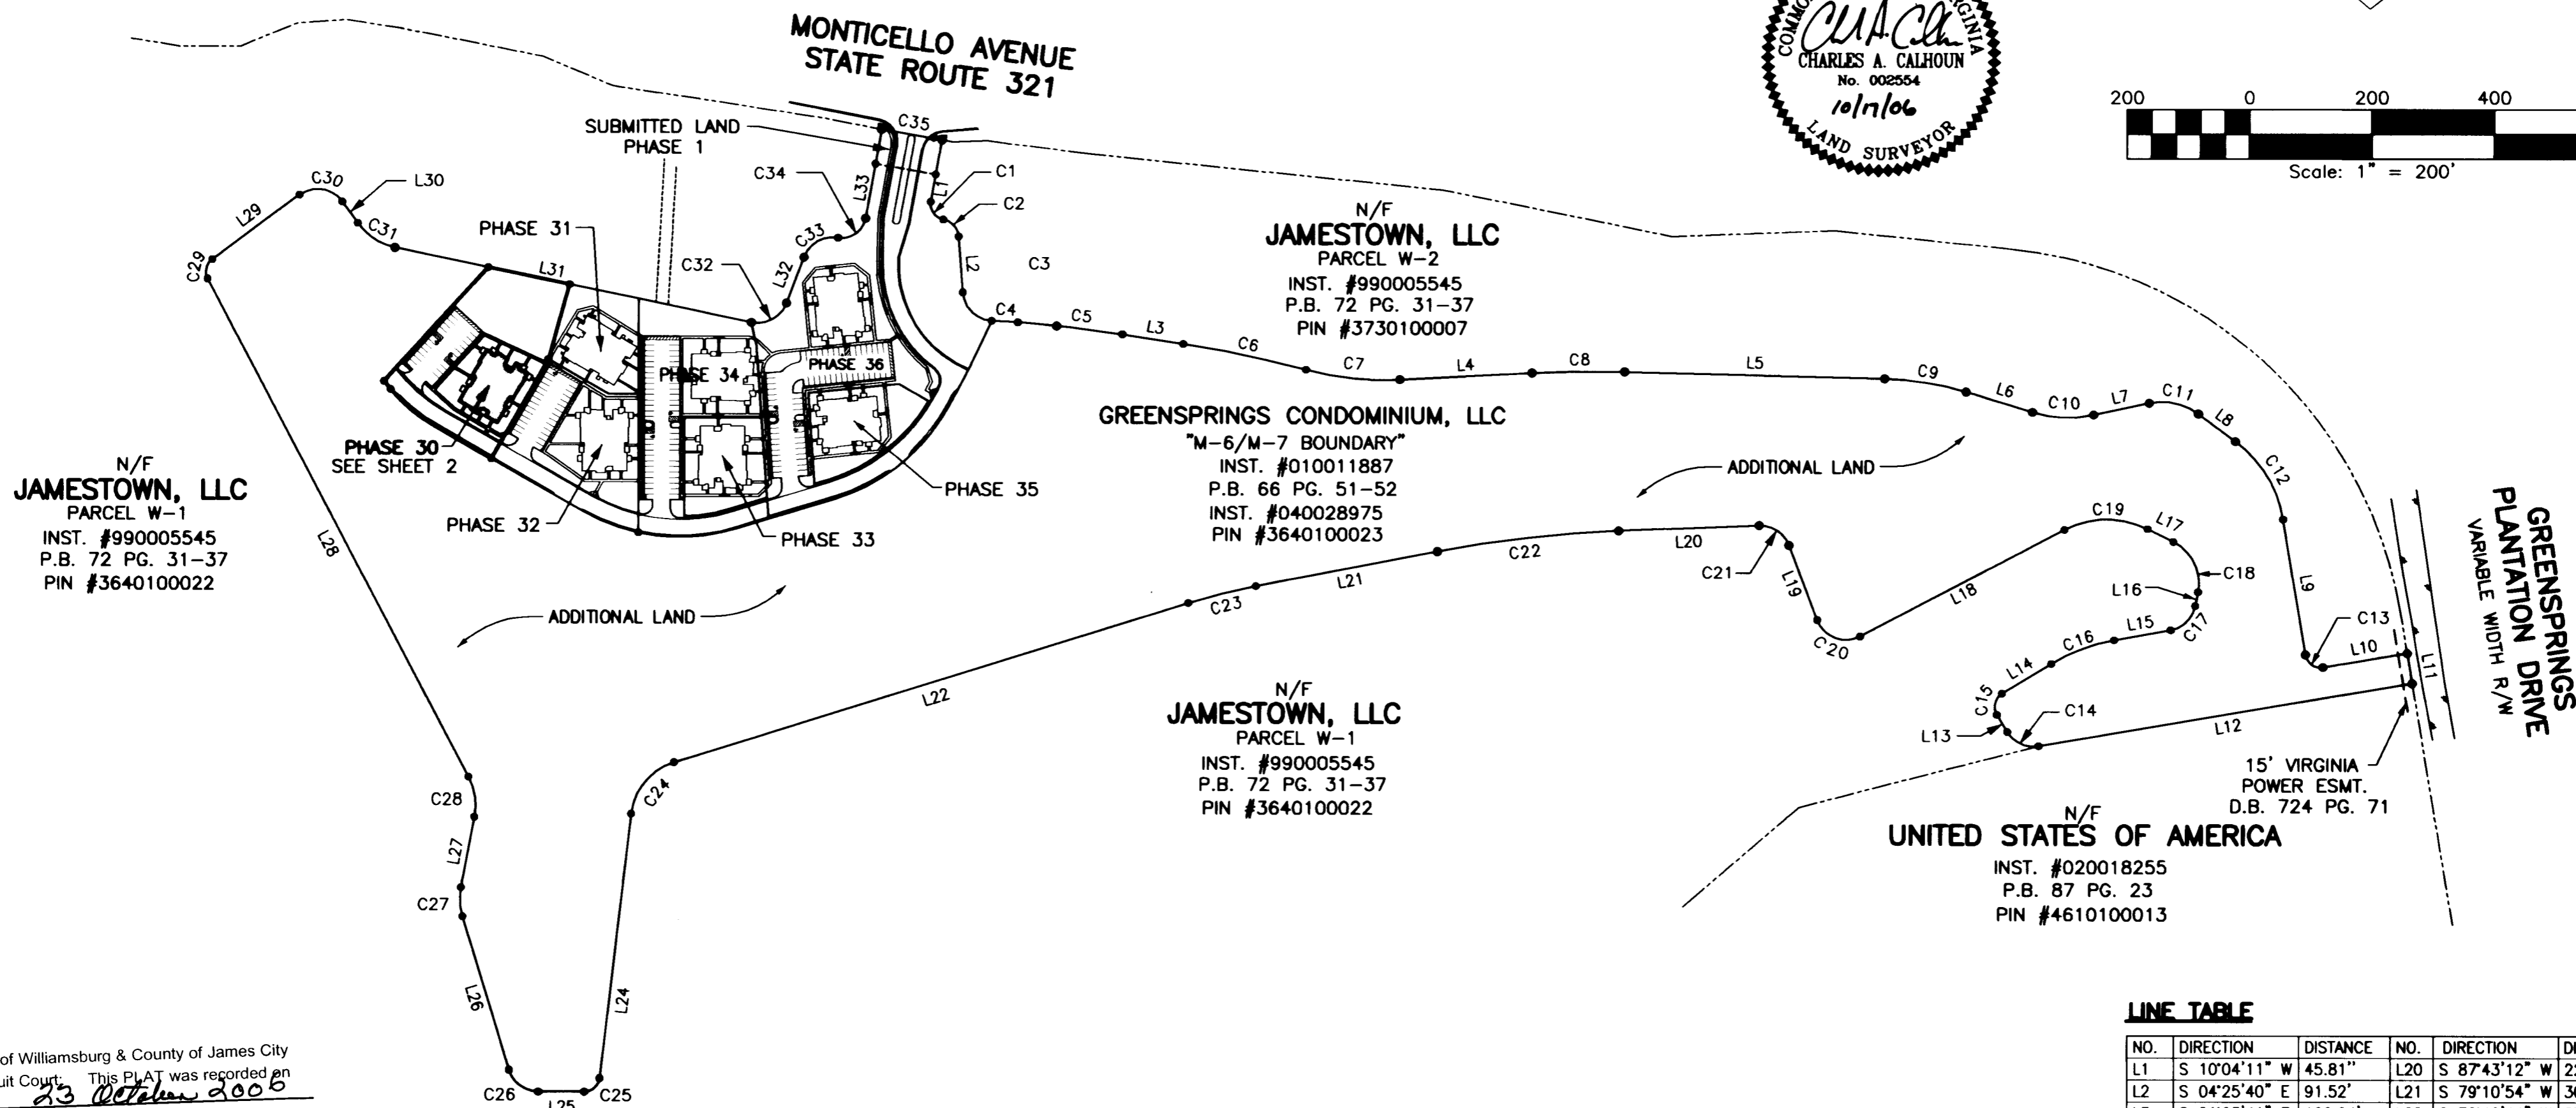 MONTICELLO AVENUE
STATE ROUTE 321
COMMO
RGINIA
CHARLES A. CALHOUN
No. 002554
10/17/06
LAND SURVEYOR
200
0
200
400
Scale: 1" = 200'
SUBMITTED LAND
PHASE 1
C35
C34
C1
C2
L33
L1
C33
C32
L32
L2
C3
C4
C5
L3
C6
C7
L4
C8
L5
C9
L6
C10
L7
C11
L8
C12
L9
C13
L10
L11
L12
C30
L30
L29
C31
C29
L31
PHASE 31
PHASE 34
PHASE 36
PHASE 30
SEE SHEET 2
PHASE 32
PHASE 33
PHASE 35
N/F
JAMESTOWN, LLC
PARCEL W-2
INST. #990005545
P.B. 72 PG. 31-37
PIN #3730100007
GREENSPRINGS CONDOMINIUM, LLC
"M-6/M-7 BOUNDARY"
INST. #010011887
P.B. 66 PG. 51-52
INST. #040028975
PIN #3640100023
ADDITIONAL LAND
GREENSPRINGS
PLANTATION DRIVE
VARIABLE WIDTH R/W
N/F
JAMESTOWN, LLC
PARCEL W-1
INST. #990005545
P.B. 72 PG. 31-37
PIN #3640100022
L28
ADDITIONAL LAND
C23
L21
C22
L20
C21
L19
C20
L18
C19
L17
C18
L16
C17
L15
C16
L14
C15
L13
C14
L22
N/F
JAMESTOWN, LLC
PARCEL W-1
INST. #990005545
P.B. 72 PG. 31-37
PIN #3640100022
15' VIRGINIA
POWER ESMT.
D.B. 724 PG. 71
N/F
UNITED STATES OF AMERICA
INST. #020018255
P.B. 87 PG. 23
PIN #4610100013
C28
C24
L27
C27
L26
L24
C26
L25
C25
of Williamsburg & County of James City
uit Court: This PLAT was recorded on
23 October 2006
LINE TABLE
NO. DIRECTION DISTANCE NO. DIRECTION
L1 S 10°04'11" W 45.81" L20 S 87°43'12" W
L2 S 04°25'40" E 91.52' L21 S 79°10'54" W